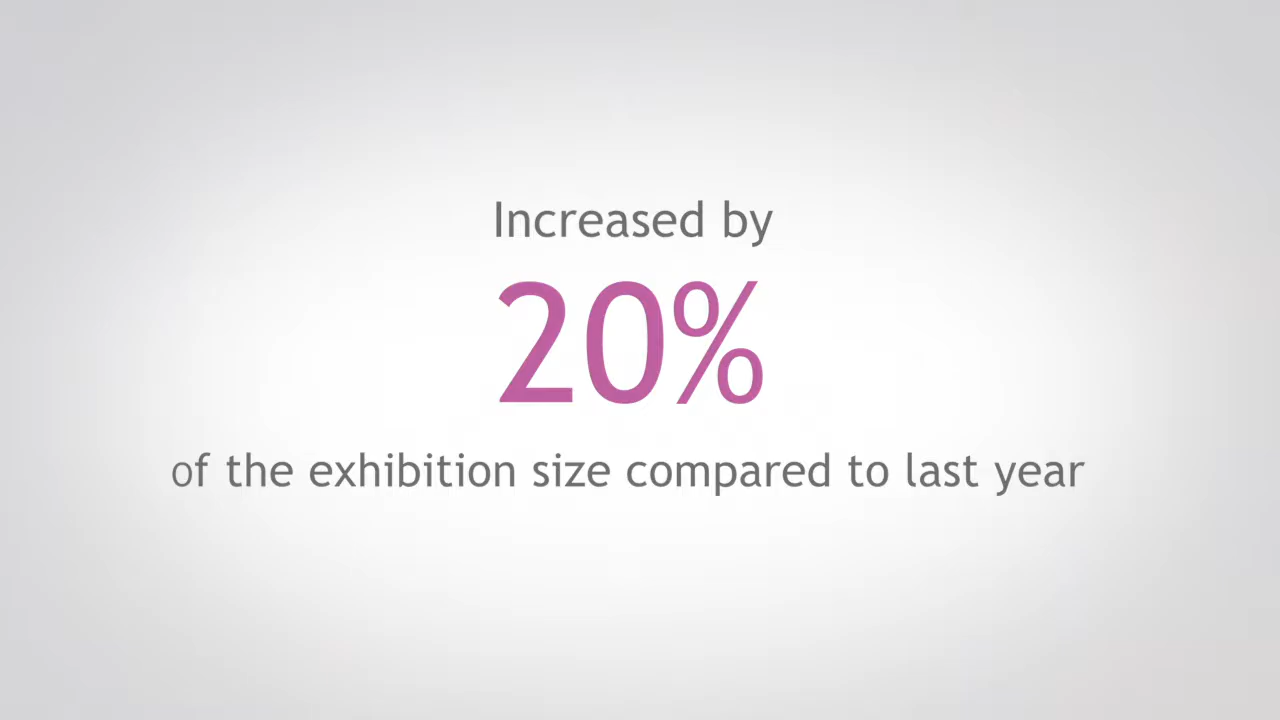 Increased by
20%
of the exhibition size compared to last year